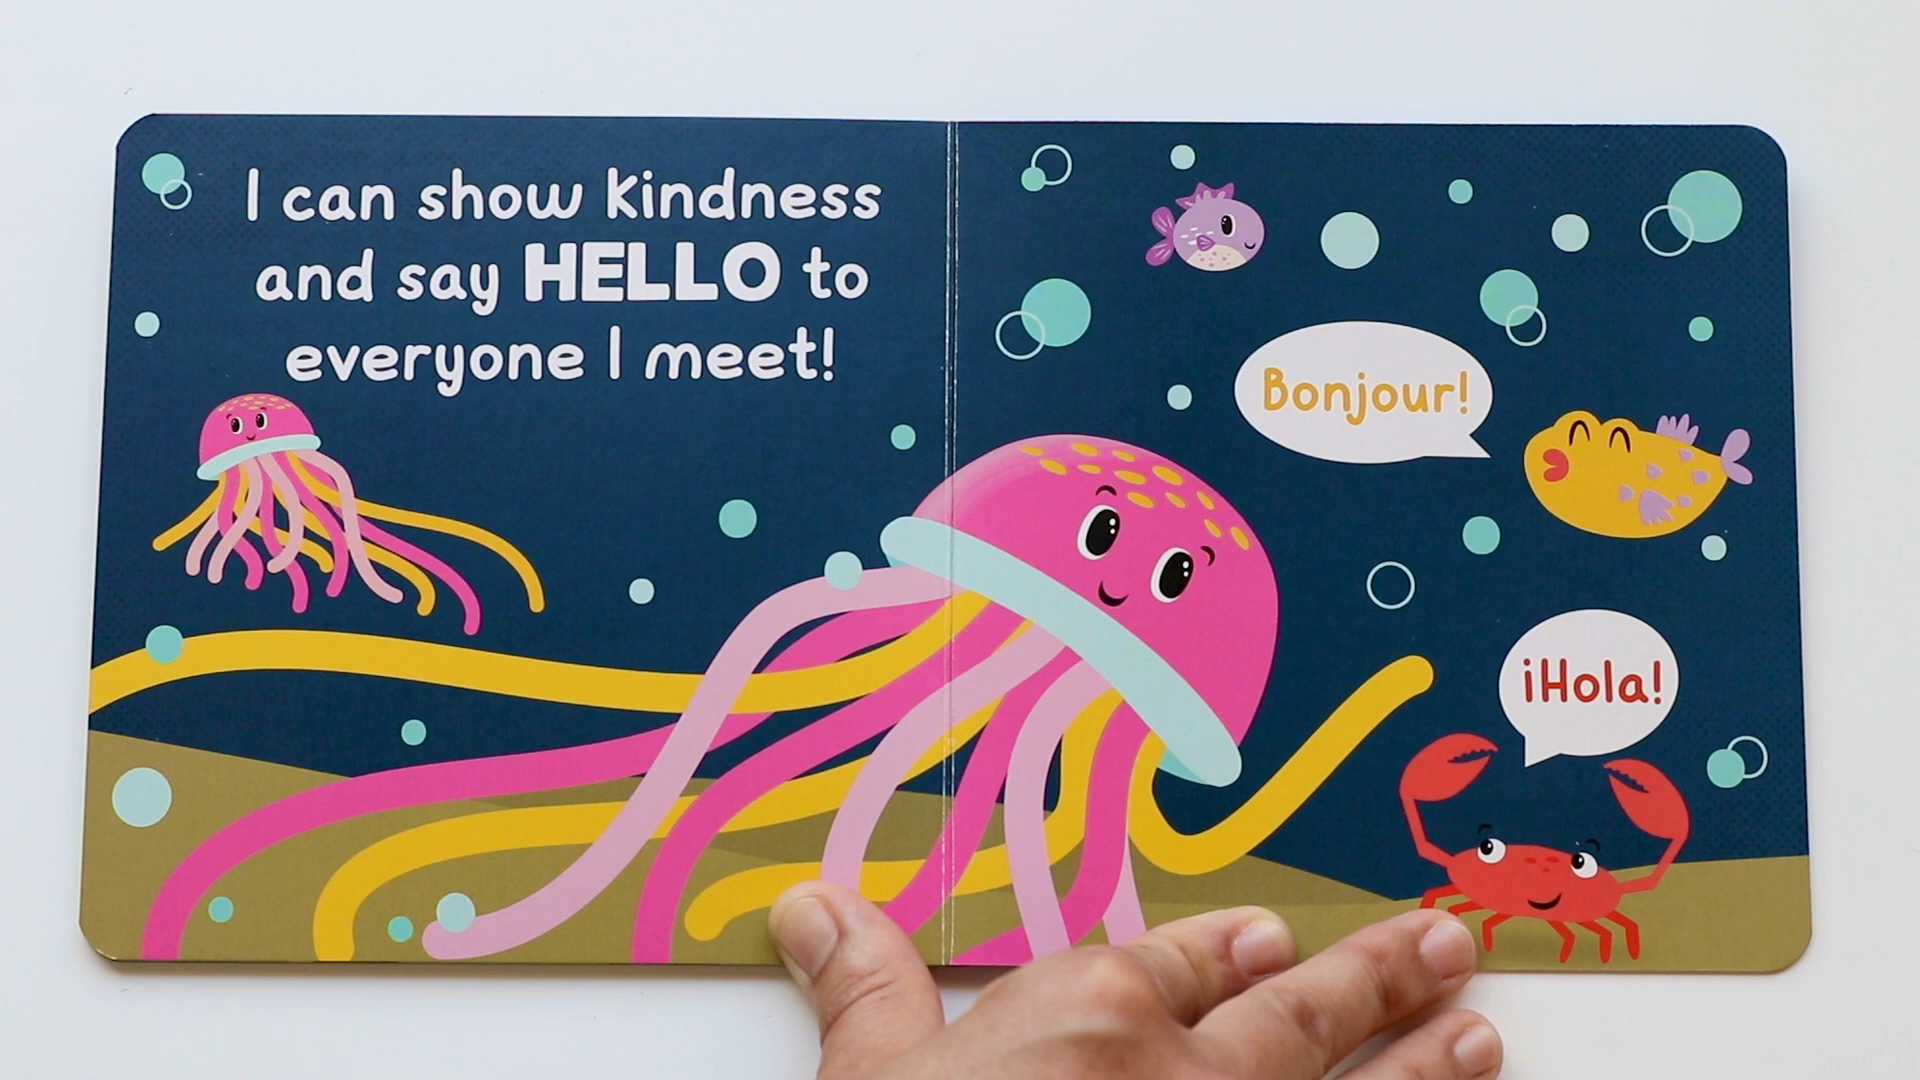 I can show kindness
and say HELLO to
everyone I meet!
Bonjour!
¡Hola!